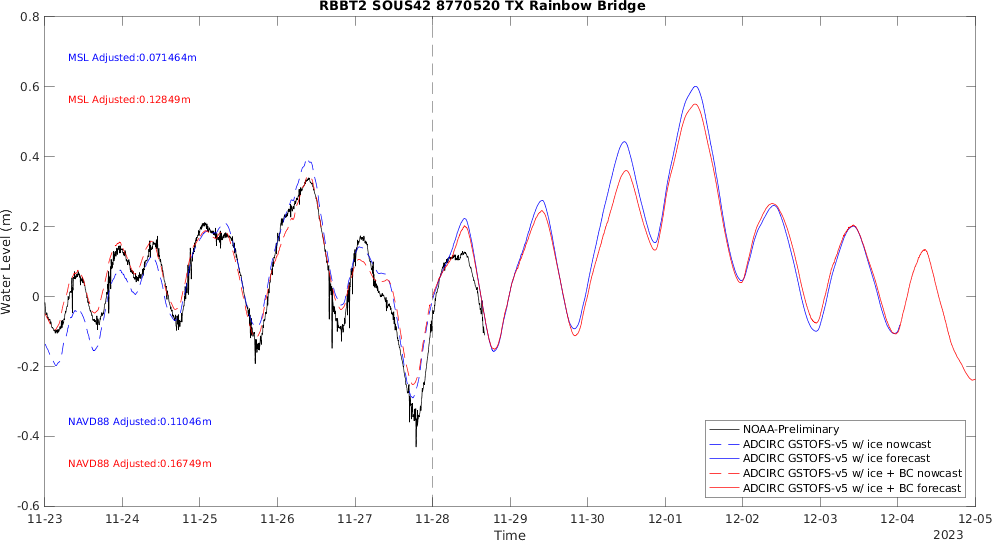 RBBT2 SOUS42 8770520 TX Rainbow Bridge
0.8
MSL Adjusted:0.071464m
0.6
MSL Adjusted:0.12849m
0.4
0.2
Water Level (m)
0
-0.2
NAVD88 Adjusted:0.11046m
-0.4
NAVD88 Adjusted:0.16749m
-0.6
NOAA-Preliminary
ADCIRC GSTOFS-v5 w/ ice nowcast
ADCIRC GSTOFS-v5 w/ ice forecast
ADCIRC GSTOFS-v5 w/ ice + BC nowcast
ADCIRC GSTOFS-v5 w/ ice + BC forecast
11-23 11-24 11-25 11-26 11-27 11-28 11-29 11-30 12-01 12-02 12-03 12-04 12-05
Time
2023